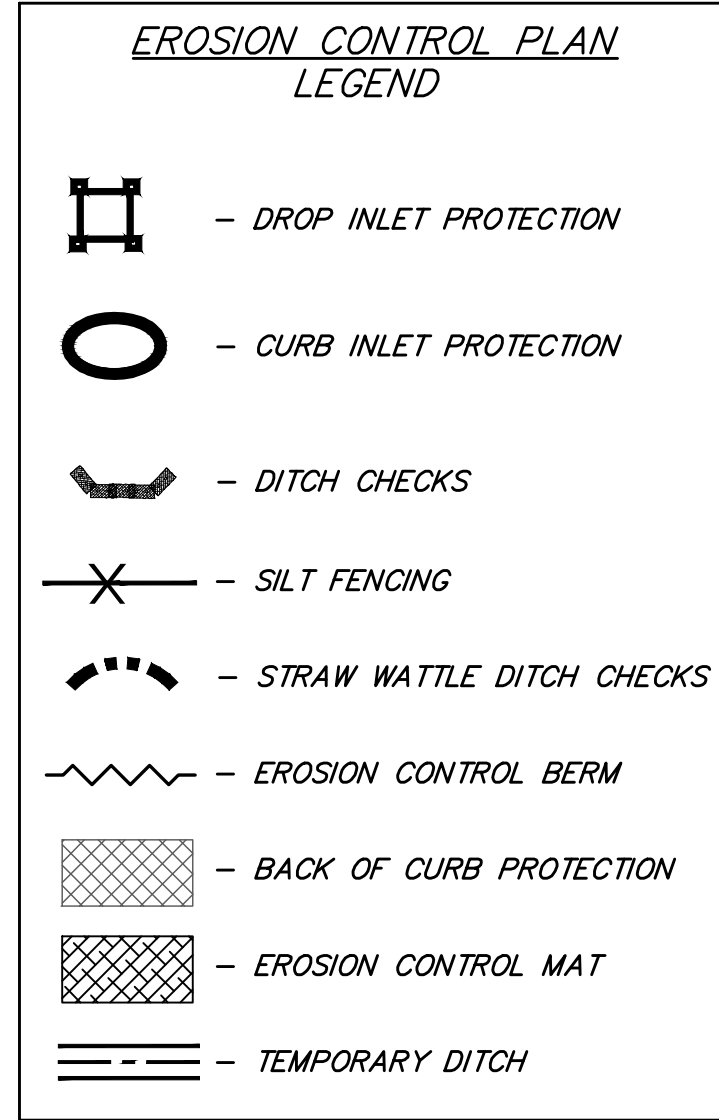 EROSION CONTROL PLAN
LEGEND
- DROP INLET PROTECTION
- CURB INLET PROTECTION
- DITCH CHECKS
- SILT FENCING
- STRAW WATTLE DITCH CHECKS
- EROSION CONTROL BERM
- BACK OF CURB PROTECTION
- EROSION CONTROL MAT
- TEMPORARY DITCH